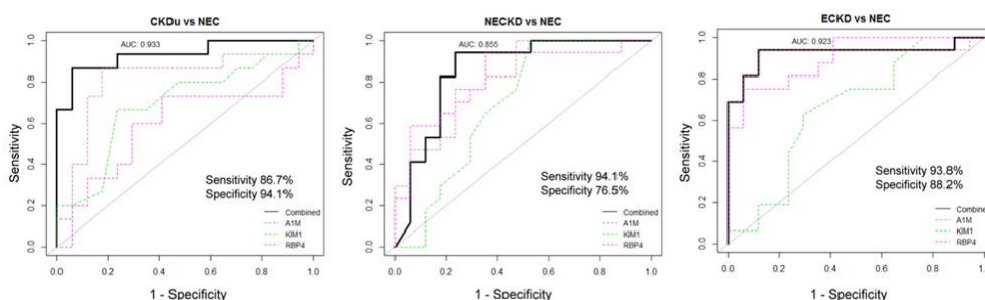 CKDu vs NEC
AUC: 0.933
Sensitivity
0.0 0.2 0.4 0.6 0.8 1.0
Sensitivity 86.7%
Specificity 94.1%
Combined
A1M
KIM1
RBP4
0.0 0.2 0.4 0.6 0.8 1.0
1 - Specificity
NECKD vs NEC
AUC: 0.855
Sensitivity
0.0 0.2 0.4 0.6 0.8 1.0
Sensitivity 94.1%
Specificity 76.5%
Combined
A1M
KIM1
RBP4
0.0 0.2 0.4 0.6 0.8 1.0
1 - Specificity
ECKD vs NEC
AUC: 0.923
Sensitivity
0.0 0.2 0.4 0.6 0.8 1.0
Sensitivity 93.8%
Specificity 88.2%
Combined
A1M
KIM1
RBP4
0.0 0.2 0.4 0.6 0.8 1.0
1 - Specificity